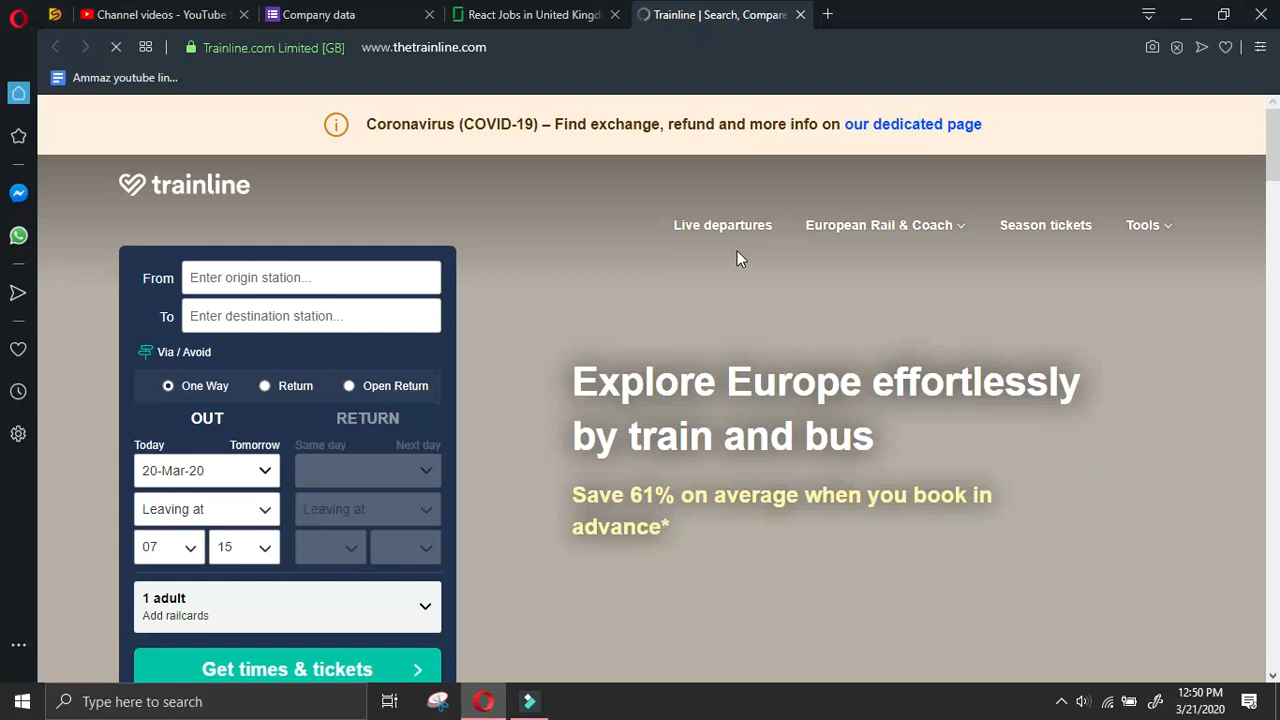 Channel videos - YouTube S
Company data
React Jobs in United Kingd
Trainline | Search, Compare
Trainline.com Limited [GB]
www.thetrainline.com
Ammaz youtube lin...
Coronavirus (COVID-19) – Find exchange, refund and more info on our dedicated page
trainline
Live departures
European Rail & Coach
Season tickets
Tools
From
Enter origin station...
To
Enter destination station...
Via / Avoid
One Way
Return
Open Return
OUT
RETURN
Today
Tomorrow
Same day
Next day
20-Mar-20
Leaving at
Leaving at
07
15
1 adult
Add railcards
Get times & tickets
Explore Europe effortlessly
by train and bus
Save 61% on average when you book in
advance*
Type here to search
12:50 PM
3/21/2020